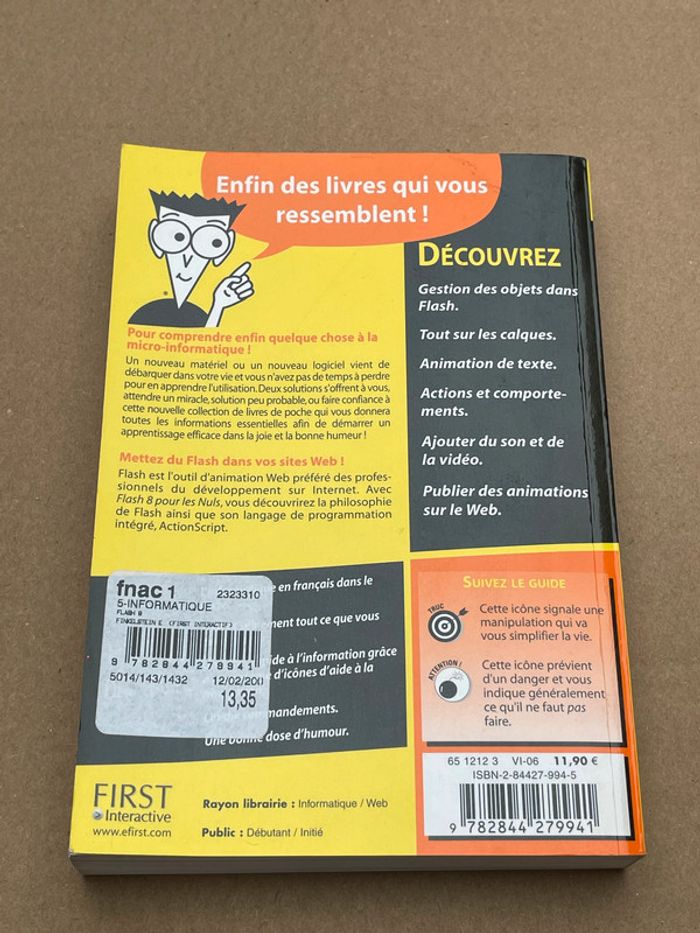 Enfin des livres qui vous
ressemblent !
Pour comprendre enfin quelque chose à la
micro-informatique !
Un nouveau matériel ou un nouveau logiciel vient de
débarquer dans votre vie et vous n'avez pas de temps à perdre
pour en apprendre l'utilisation. Deux solutions s'offrent à vous,
attendre un miracle, solution peu probable, ou faire confiance à
cette nouvelle collection de livres de poche qui vous donnera
toutes les informations essentielles afin de démarrer un
apprentissage efficace dans la joie et la bonne humeur !
Mettez du Flash dans vos sites Web !
Flash est l'outil d'animation Web préféré des profes-
sionnels du développement sur Internet. Avec
Flash 8 pour les Nuls, vous découvrirez la philosophie
de Flash ainsi que son langage de programmation
intégré, ActionScript.
DÉCOUVREZ
Gestion des objets dans
Flash.
Tout sur les calques.
Animation de texte.
Actions et comporte-
ments.
Ajouter du son et de
la vidéo.
Publier des animations
sur le Web.
e en français dans le
ment tout ce que vous
ide à l'information grâce
e d'icônes d'aide à la
mmandements.
Une bonne dose d'humour.
fnac 1 2323310
5-INFORMATIQUE
FLASH 8
FINKELSTEIN E (FIRST INTERACTIF)
9 782844 279941
5014/143/1432 12/02/200
13,35
SUIVEZ LE GUIDE
TRUC
Cette icône signale une
manipulation qui va
vous simplifier la vie.
ATTENTION !
Cette icône prévient
d'un danger et vous
indique généralement
ce qu'il ne faut pas
faire.
65 1212 3 VI-06 11,90 €
ISBN-2-84427-994-5
9 782844 279941
FIRST
Interactive
www.efirst.com
Rayon librairie : Informatique / Web
Public : Débutant / Initié